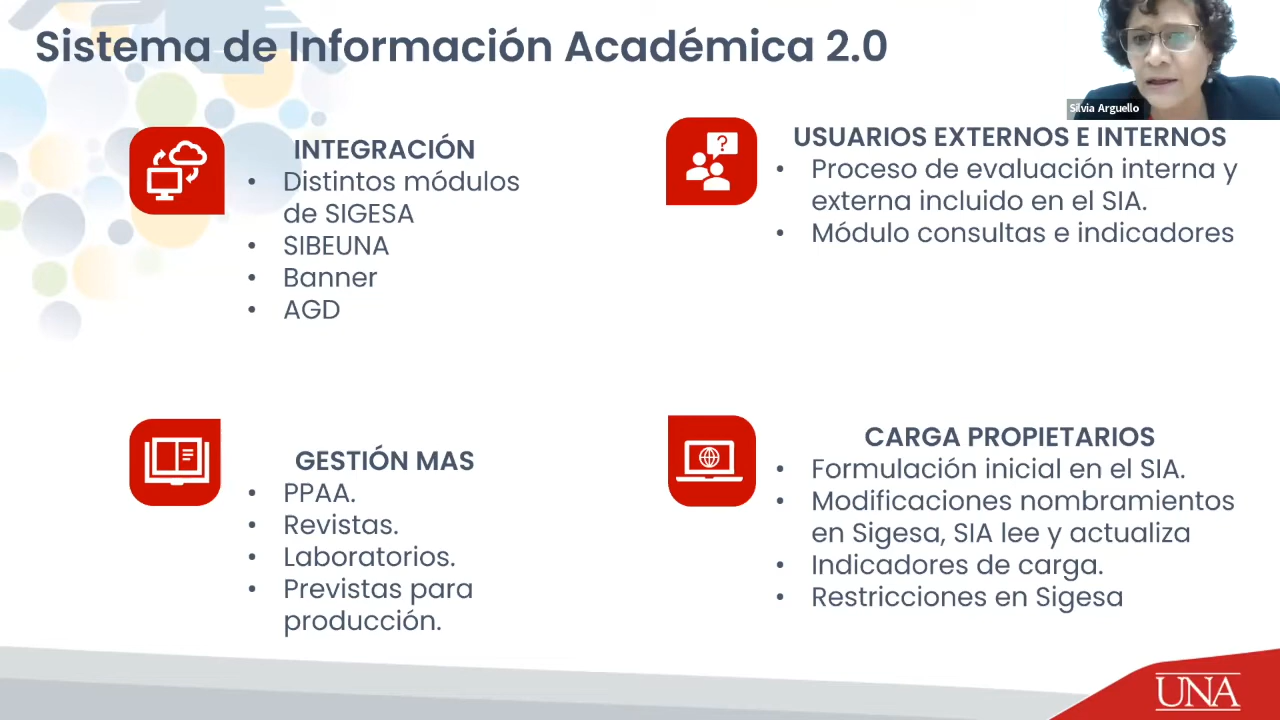 Sistema de Información Académica 2.0
Silvia Arguello
INTEGRACIÓN
• Distintos módulos
de SIGESA
• SIBEUNA
• Banner
• AGD
?
USUARIOS EXTERNOS E INTERNOS
• Proceso de evaluación interna y
externa incluido en el SIA.
• Módulo consultas e indicadores
GESTIÓN MAS
• PPAA.
• Revistas.
• Laboratorios.
• Previstas para
producción.
CARGA PROPIETARIOS
• Formulación inicial en el SIA.
• Modificaciones nombramientos
en Sigesa, SIA lee y actualiza
• Indicadores de carga.
• Restricciones en Sigesa
UNA